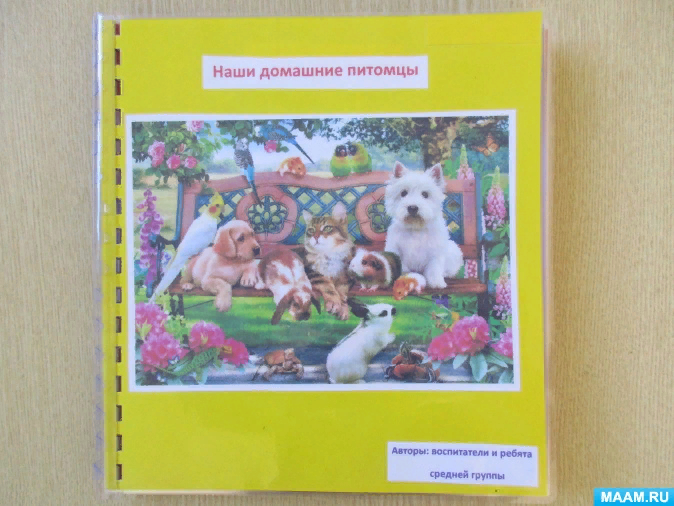 Наши домашние питомцы
Авторы: воспитатели и ребята
средней группы
MAAM.RU